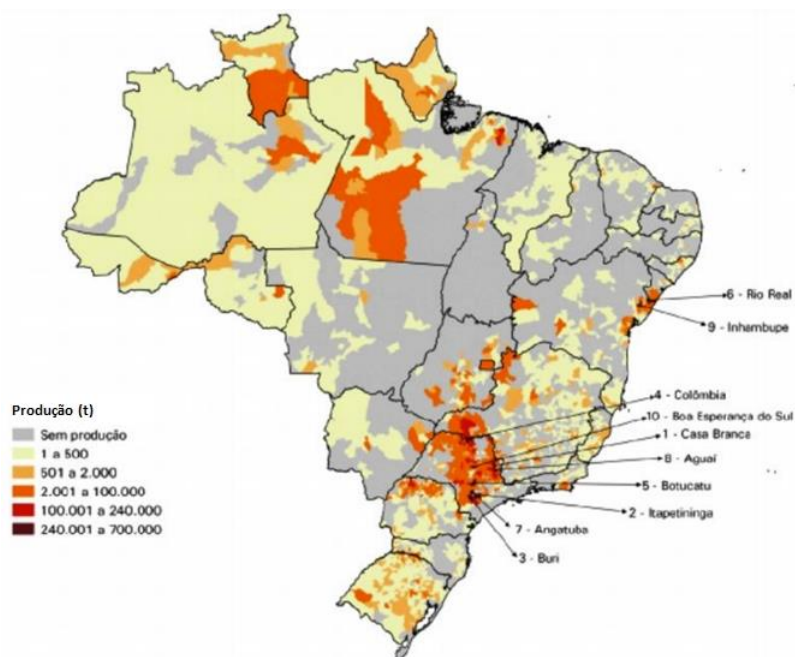 6 - Rio Real
9 - Inhambupe
4 - Colômbia
10 - Boa Esperança do Sul
1 - Casa Branca
8 - Aguaí
5 - Botucatu
2 - Itapetininga
7 - Angatuba
3 - Buri
Produção (t)
Sem produção
1 a 500
501 a 2.000
2.001 a 100.000
100.001 a 240.000
240.001 a 700.000